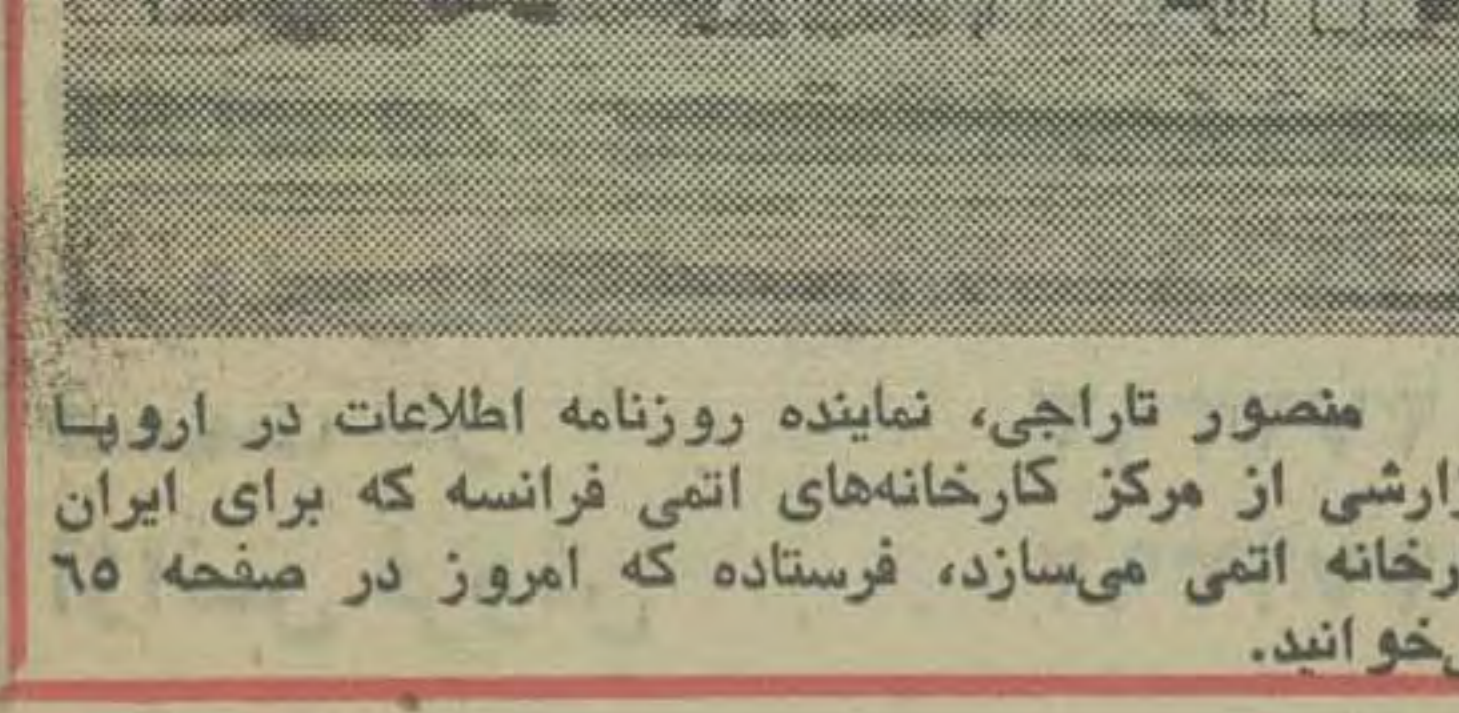 منصور تاراجی، نماینده روزنامه اطلاعات در اروپا
زارشی از مرکز کارخانه‌های اتمی فرانسه که برای ایران
رخانه اتمی می‌سازد، فرستاده که امروز در صفحه ٦٥
خوانید.